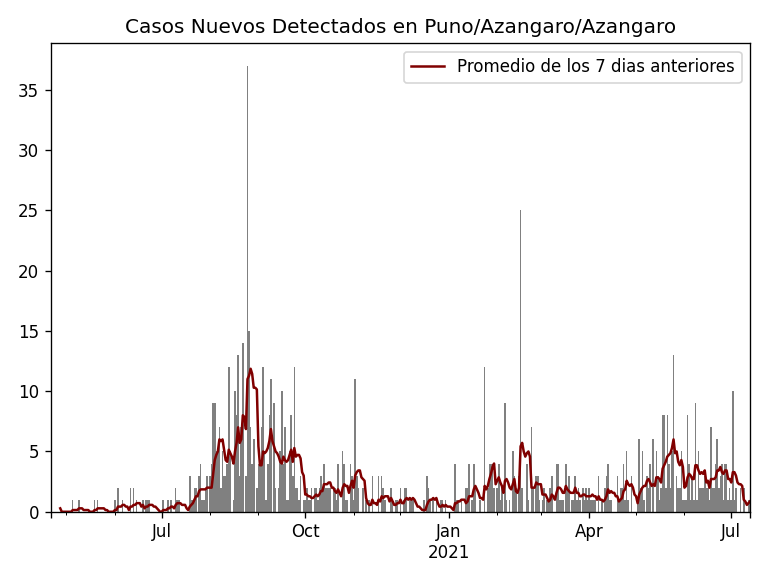 Casos Nuevos Detectados en Puno/Azangaro/Azangaro
Promedio de los 7 dias anteriores
35
30
25
20
15
10
5
0
Jul
Oct
Jan
Apr
Jul
2021